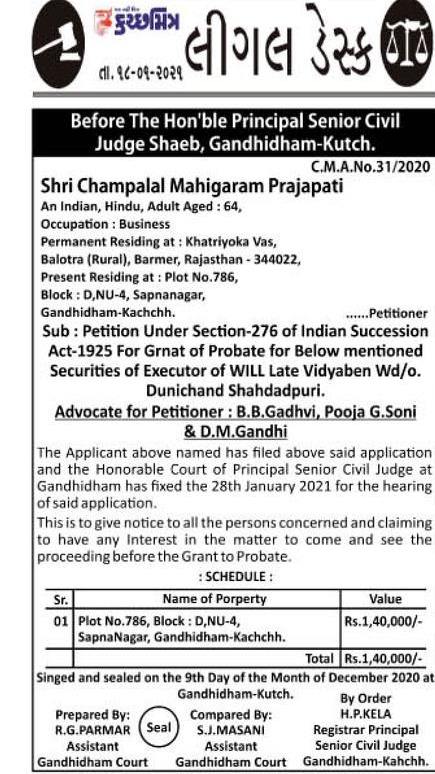 કચ્છમિત્ર
લીગલ ડેસ્ક
તા. ૧૮-૦૧-૨૦૨૧
Before The Hon'ble Principal Senior Civil
Judge Shaeb, Gandhidham-Kutch.
C.M.A.No.31/2020
Shri Champalal Mahigaram Prajapati
An Indian, Hindu, Adult Aged : 64,
Occupation : Business
Permanent Residing at : Khatriyoka Vas,
Balotra (Rural), Barmer, Rajasthan - 344022,
Present Residing at : Plot No.786,
Block : D,NU-4, Sapnanagar,
Gandhidham-Kachchh. ......Petitioner
Sub : Petition Under Section-276 of Indian Succession
Act-1925 For Grnat of Probate for Below mentioned
Securities of Executor of WILL Late Vidyaben Wd/o.
Dunichand Shahdadpuri.
Advocate for Petitioner : B.B.Gadhvi, Pooja G.Soni
& D.M.Gandhi
The Applicant above named has filed above said application
and the Honorable Court of Principal Senior Civil Judge at
Gandhidham has fixed the 28th January 2021 for the hearing
of said application.
This is to give notice to all the persons concerned and claiming
to have any Interest in the matter to come and see the
proceeding before the Grant to Probate.
: SCHEDULE :
Sr. Name of Porperty Value
01 Plot No.786, Block : D,NU-4, Rs.1,40,000/-
SapnaNagar, Gandhidham-Kachchh.
Total Rs.1,40,000/-
Singed and sealed on the 9th Day of the Month of December 2020 at
Gandhidham-Kutch.
Prepared By:
R.G.PARMAR
Assistant
Gandhidham Court
Seal
Compared By:
S.J.MASANI
Assistant
Gandhidham Court
By Order
H.P.KELA
Registrar Principal
Senior Civil Judge
Gandhidham-Kahchh.